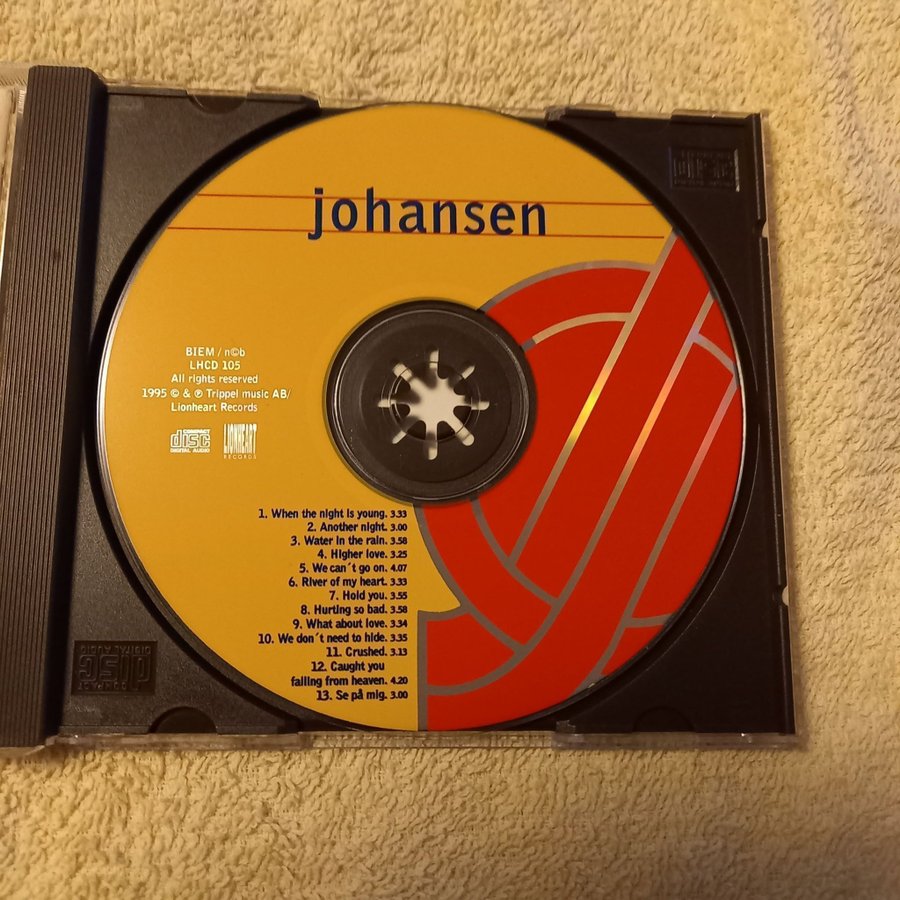 johansen
BIEM / n©b
LHCD 105
All rights reserved
1995 © & ℗ Trippel music AB/
Lionheart Records
COMPACT
disc
DIGITAL AUDIO
LIONHEART
RECORDS
1. When the night is young. 3.33
2. Another night. 3.00
3. Water in the rain. 3.58
4. Higher love. 3.25
5. We can´t go on. 4.07
6. River of my heart. 3.33
7. Hold you. 3.55
8. Hurting so bad. 3.58
9. What about love. 3.34
10. We don´t need to hide. 3.35
11. Crushed. 3.13
12. Caught you
falling from heaven. 4.20
13. Se på mig. 3.00
COMPACT
disc
DIGITAL AUDIO